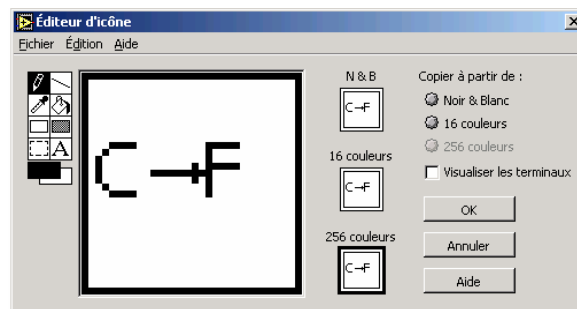 Éditeur d'icône
Fichier Édition Aide
A
C→F
N & B
C→F
16 couleurs
C→F
256 couleurs
C→F
Copier à partir de :
Noir & Blanc
16 couleurs
256 couleurs
Visualiser les terminaux
OK
Annuler
Aide